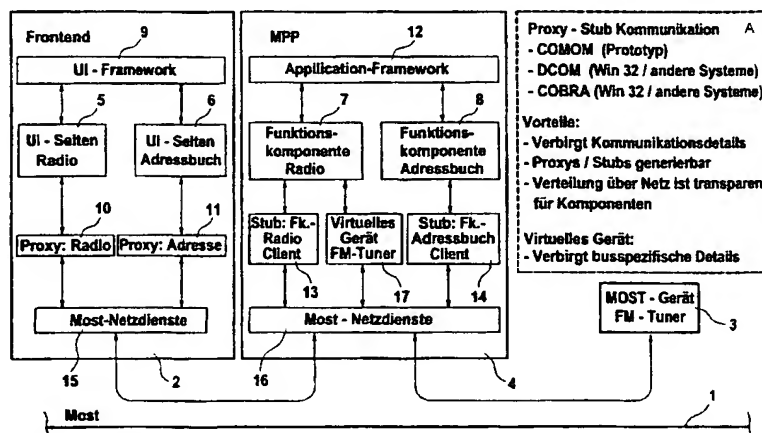 Frontend
9
UI - Framework
5
6
UI - Seiten
Radio
UI - Seiten
Adressbuch
10
11
Proxy: Radio
Proxy: Adresse
Most-Netzdienste
15
2
MPP
12
Application-Framework
7
8
Funktions-
komponente
Radio
Funktions-
komponente
Adressbuch
Stub: Fk.-
Radio
Client
Virtuelles
Gerät
FM-Tuner
Stub: Fk.-
Adressbuch
Client
13
17
14
Most - Netzdienste
16
4
Proxy - Stub Kommunikation
A
- COMOM (Prototyp)
- DCOM (Win 32 / andere Systeme)
- COBRA (Win 32 / andere Systeme)
Vorteile:
- Verbirgt Kommunikationsdetails
- Proxys / Stubs generierbar
- Verteilung über Netz ist transparen
für Komponenten
Virtuelles Gerät:
- Verbirgt busspezifische Details
MOST - Gerät
FM - Tuner
3
Most
1